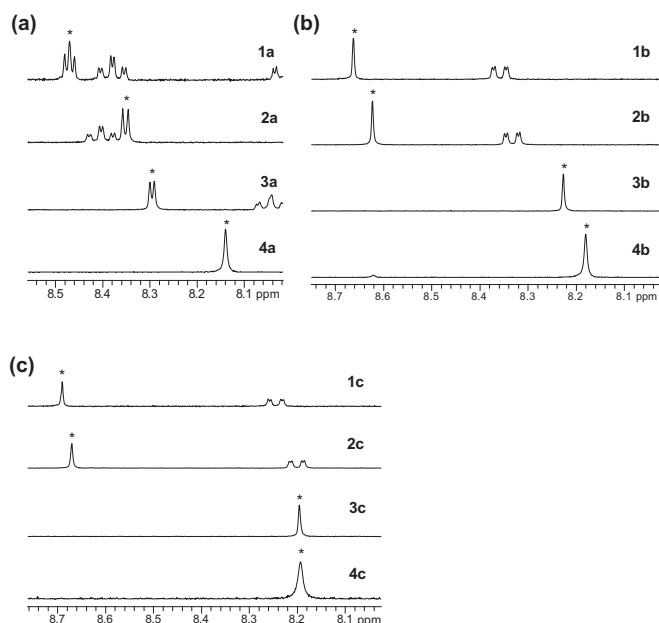 (a)
*
1a
*
2a
*
3a
*
4a
8.5 8.4 8.3 8.2 8.1 ppm
(b)
*
1b
*
2b
*
3b
*
4b
8.7 8.6 8.5 8.4 8.3 8.2 8.1 ppm
(c)
*
1c
*
2c
*
3c
*
4c
8.7 8.6 8.5 8.4 8.3 8.2 8.1 ppm